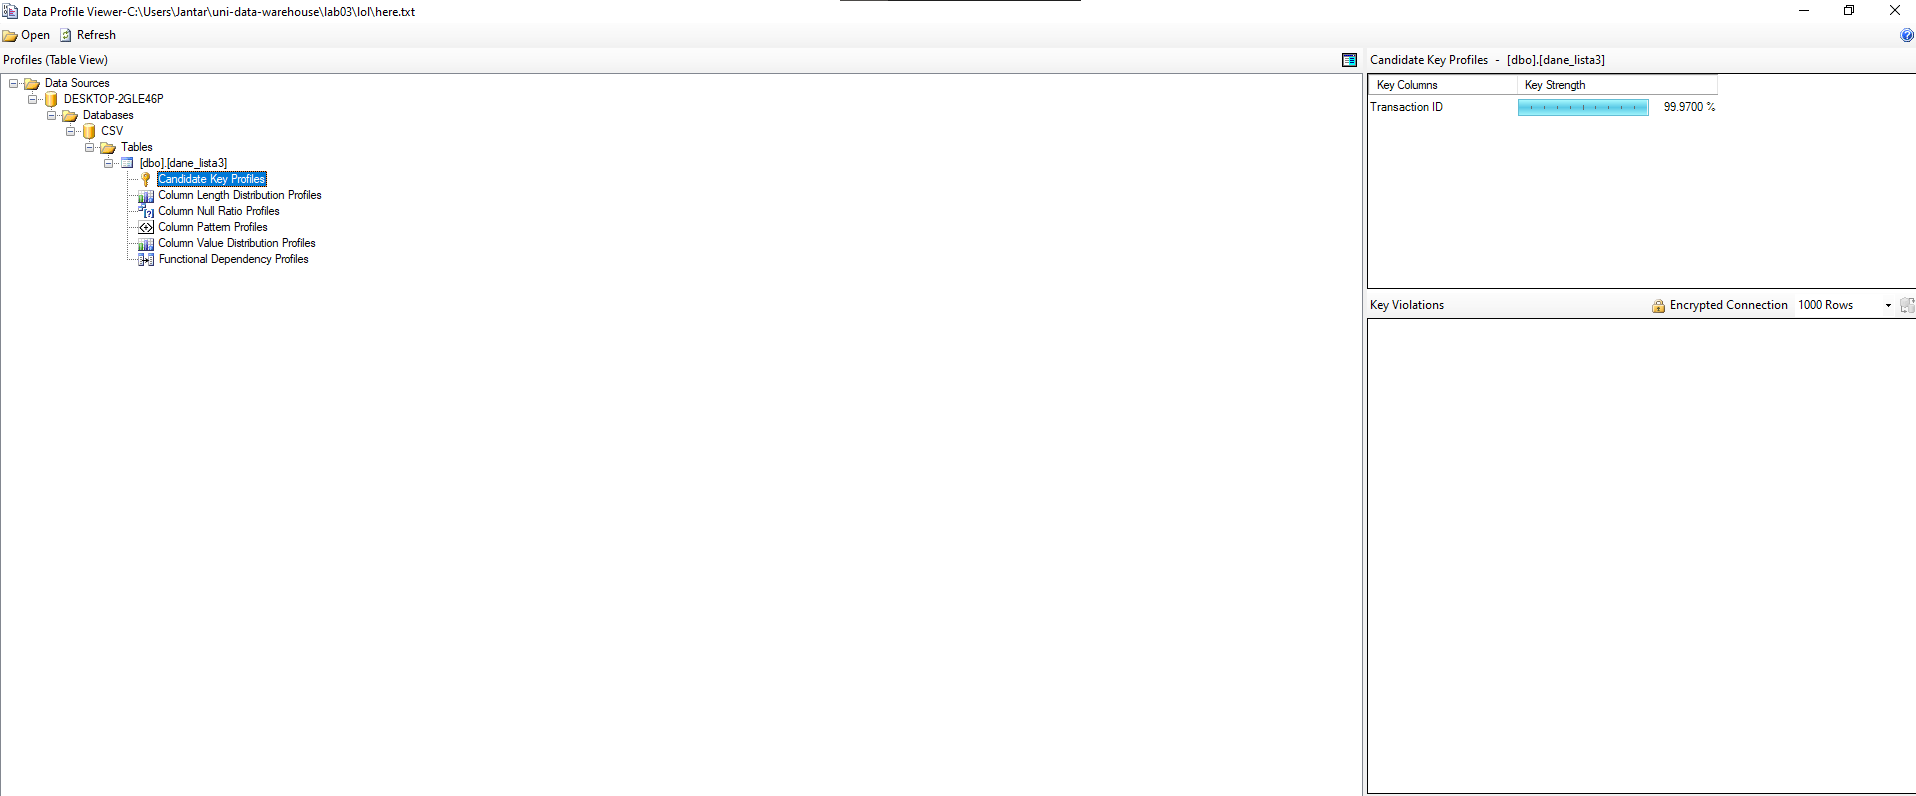 Data Profile Viewer-C:\Users\Jantar\uni-data-warehouse\lab03\lol\here.txt
Open Refresh
Profiles (Table View)
Data Sources
DESKTOP-2GLE46P
Databases
CSV
Tables
[dbo].[dane_lista3]
Candidate Key Profiles
Column Length Distribution Profiles
Column Null Ratio Profiles
Column Pattern Profiles
Column Value Distribution Profiles
Functional Dependency Profiles
Candidate Key Profiles - [dbo].[dane_lista3]
Key Columns Key Strength
Transaction ID 99.9700 %
Key Violations Encrypted Connection 1000 Rows